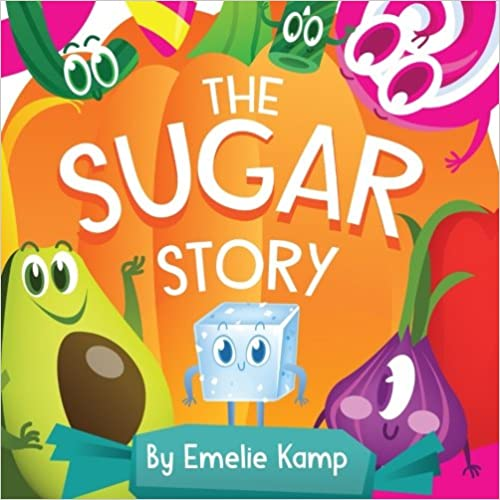 THE
SUGAR
STORY
By Emelie Kamp